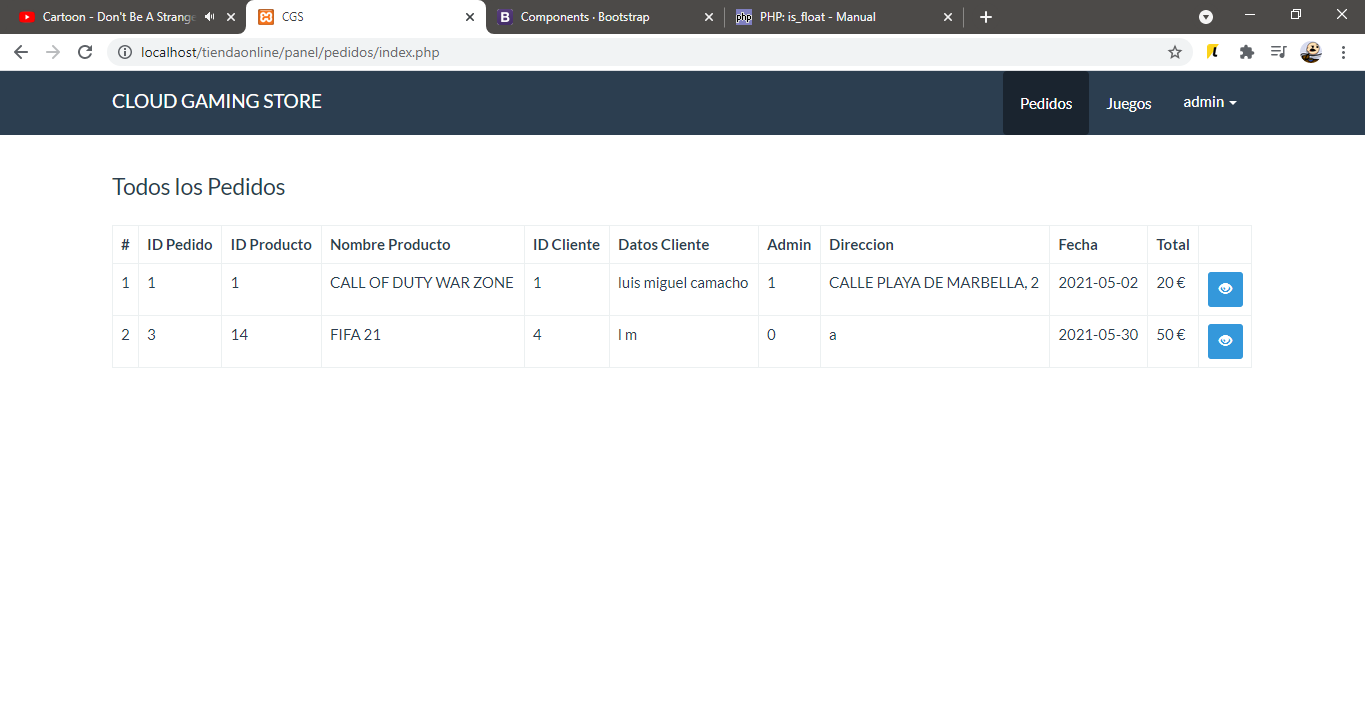 Cartoon - Don't Be A Strange
CGS
Components · Bootstrap
php PHP: is_float - Manual
localhost/tiendaonline/panel/pedidos/index.php
CLOUD GAMING STORE Pedidos Juegos admin
Todos los Pedidos
# ID Pedido ID Producto Nombre Producto ID Cliente Datos Cliente Admin Direccion Fecha Total
1 1 1 CALL OF DUTY WAR ZONE 1 luis miguel camacho 1 CALLE PLAYA DE MARBELLA, 2 2021-05-02 20 €
2 3 14 FIFA 21 4 l m 0 a 2021-05-30 50 €